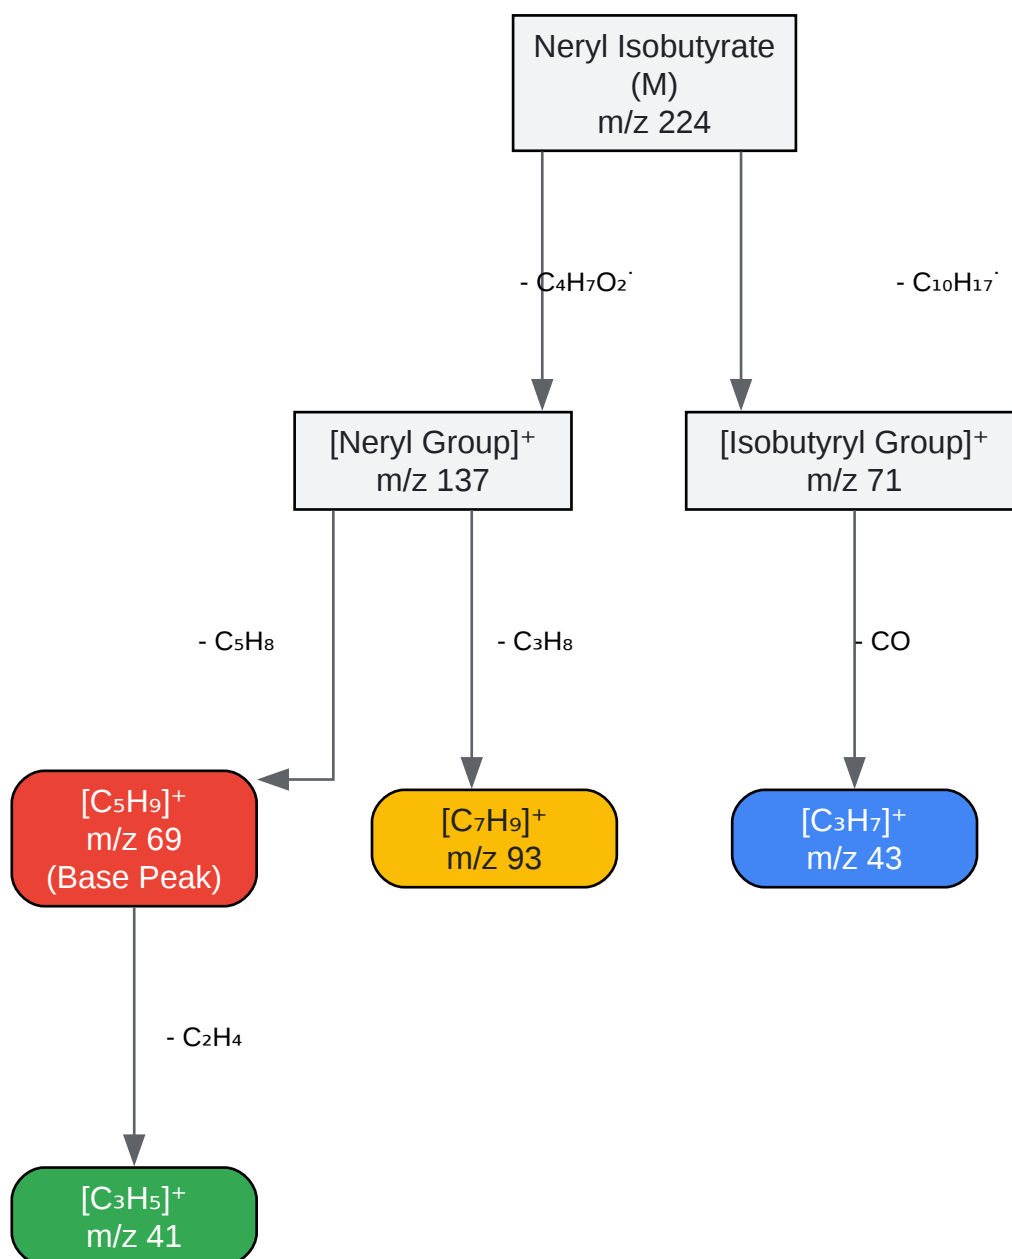 Neryl Isobutyrate
(M)
m/z 224
- C₄H₇O₂˙
- C₁₀H₁₇˙
[Neryl Group]⁺
m/z 137
[Isobutyryl Group]⁺
m/z 71
- C₅H₈
- C₃H₈
- CO
[C₅H₉]⁺
m/z 69
(Base Peak)
[C₇H₉]⁺
m/z 93
[C₃H₇]⁺
m/z 43
- C₂H₄
[C₃H₅]⁺
m/z 41